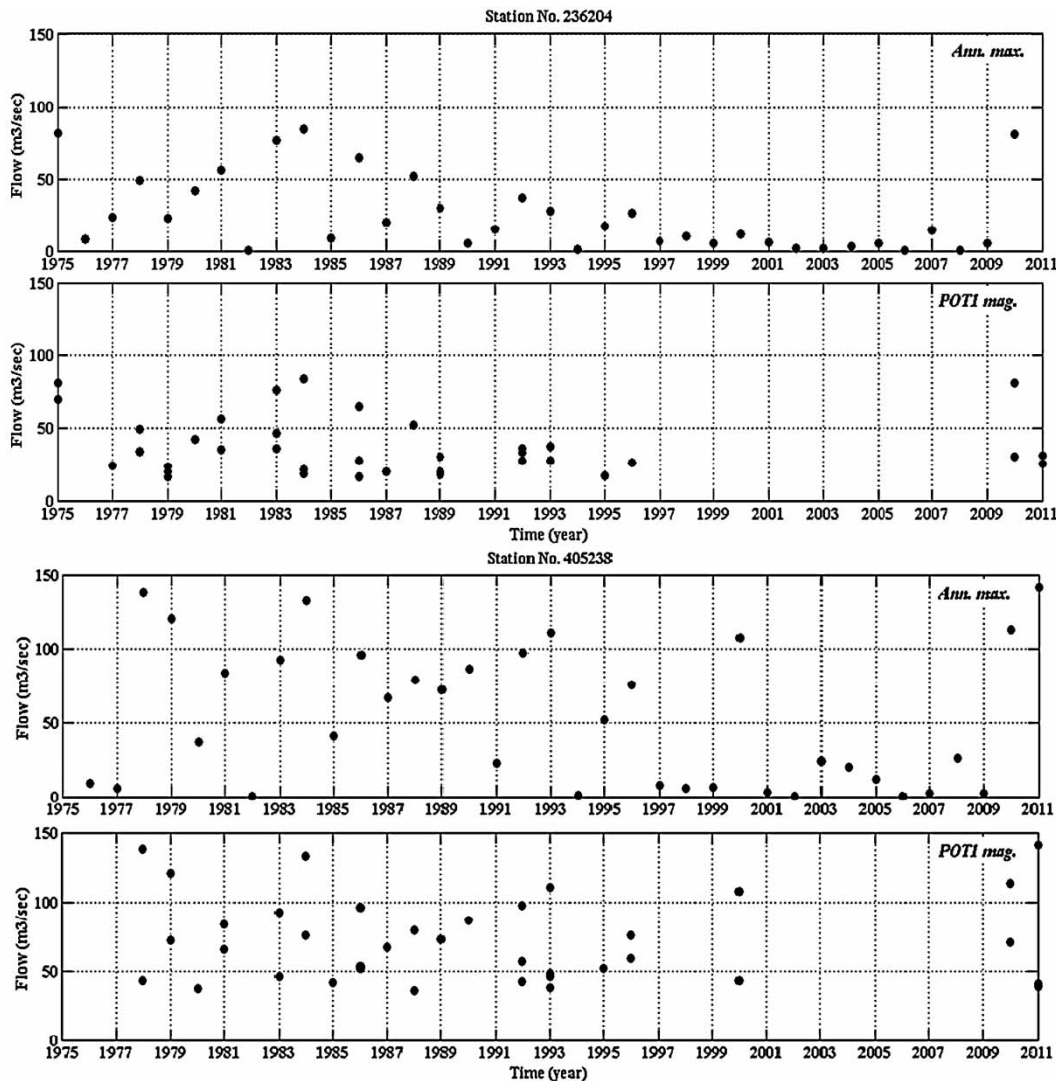 Station No. 236204
Ann. max.
Flow (m3/sec)
150
100
50
0
1975 1977 1979 1981 1983 1985 1987 1989 1991 1993 1995 1997 1999 2001 2003 2005 2007 2009 2011
POT1 mag.
Flow (m3/sec)
150
100
50
0
1975 1977 1979 1981 1983 1985 1987 1989 1991 1993 1995 1997 1999 2001 2003 2005 2007 2009 2011
Time (year)
Station No. 405238
Ann. max.
Flow (m3/sec)
150
100
50
0
1975 1977 1979 1981 1983 1985 1987 1989 1991 1993 1995 1997 1999 2001 2003 2005 2007 2009 2011
POT1 mag.
Flow (m3/sec)
150
100
50
0
1975 1977 1979 1981 1983 1985 1987 1989 1991 1993 1995 1997 1999 2001 2003 2005 2007 2009 2011
Time (year)